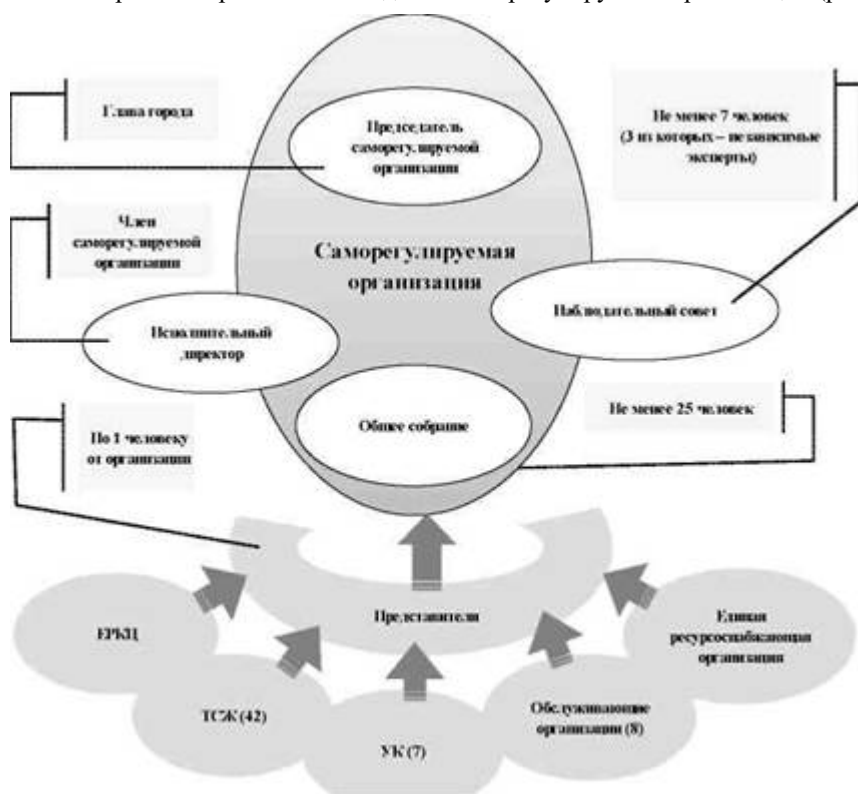 Глава города
Председатель
саморегулируемой
организации
Не менее 7 человек
(3 из которых – независимые
эксперты)
Член
саморегулируемой
организации
Саморегулируемая
организация
Исполнительный
директор
Наблюдательный совет
Общее собрание
Не менее 25 человек
По 1 человеку
от организации
Представители
ЕРКЦ
Единая
ресурсоснабжающая
организация
ТСЖ (42)
Обслуживающие
организации (8)
УК (7)